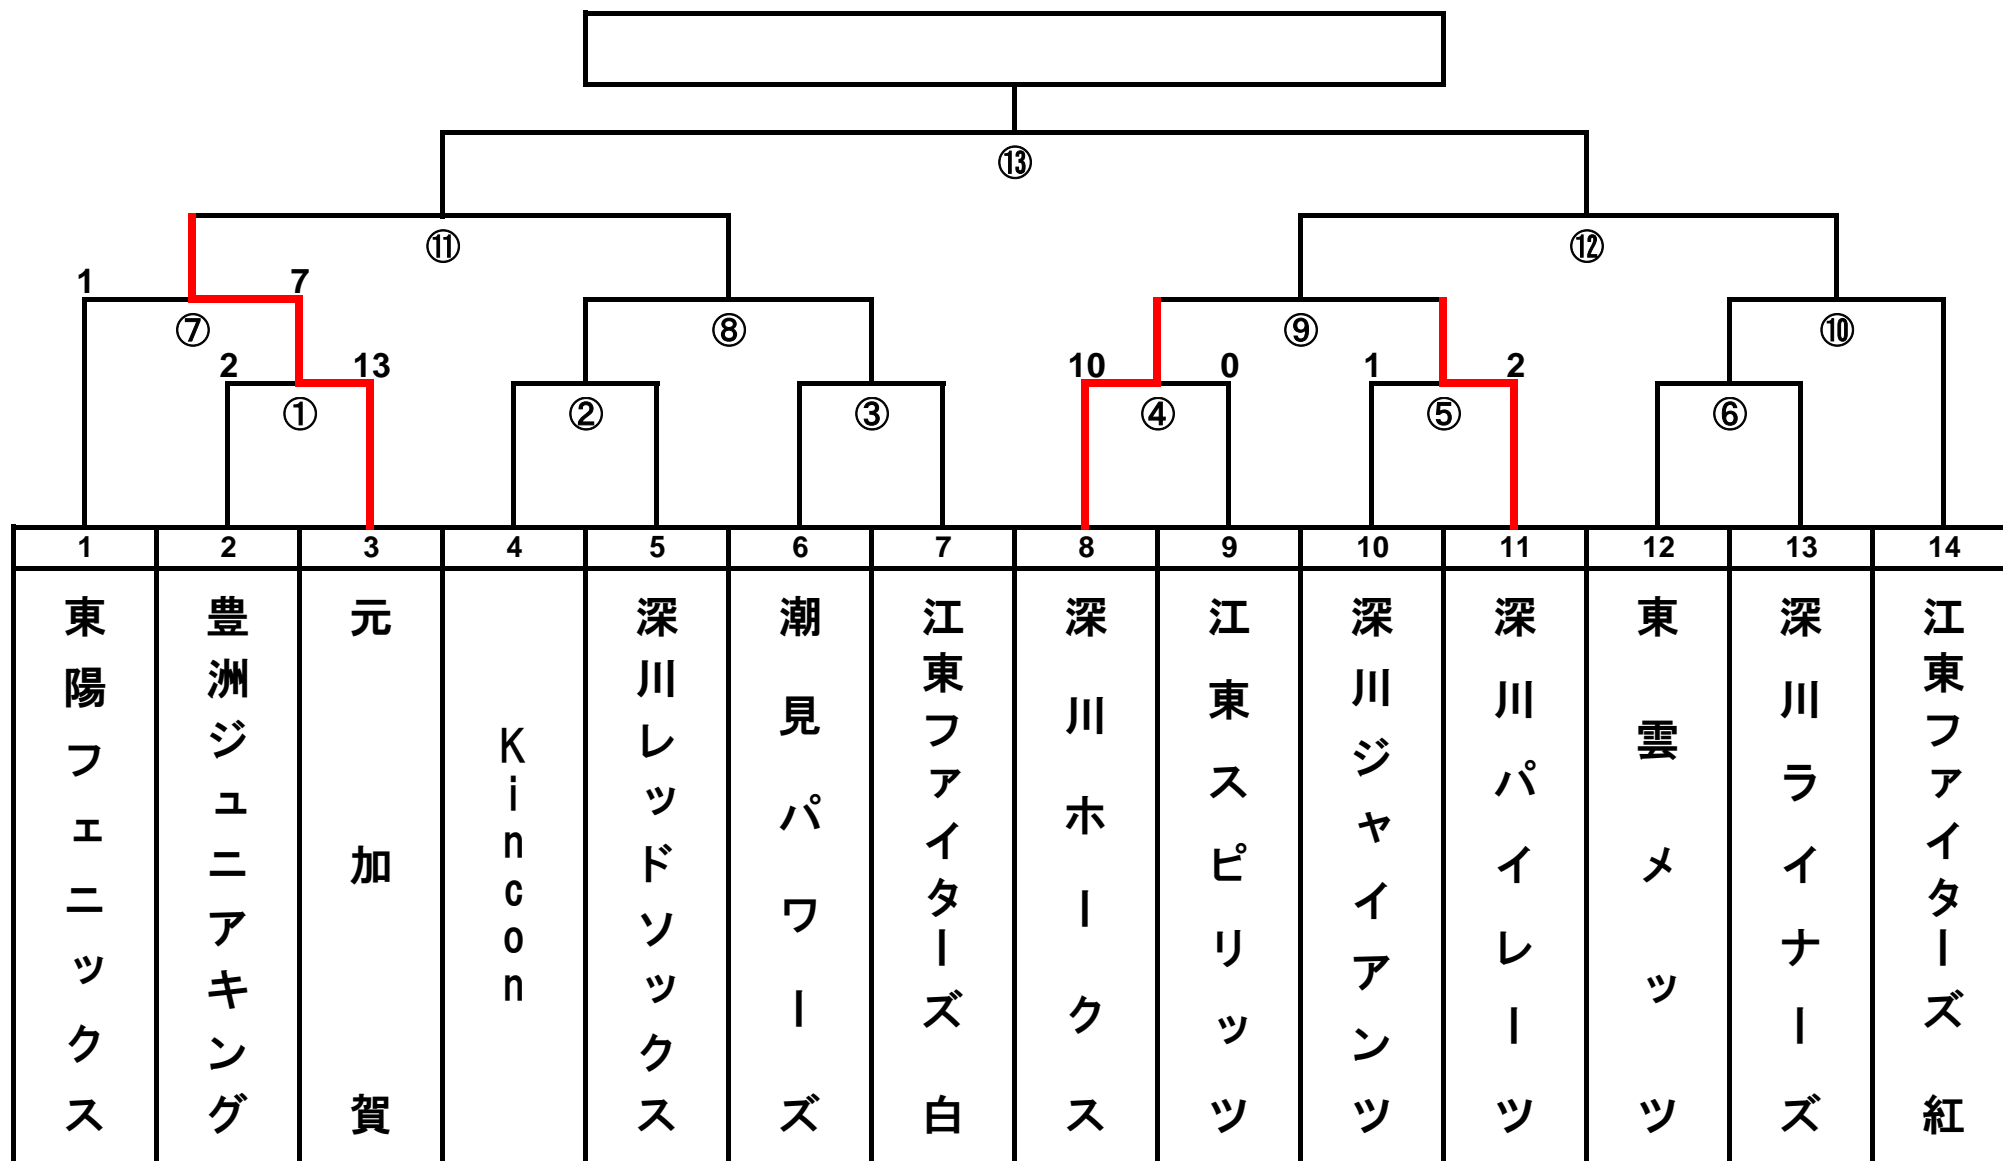 ⑬
⑪ ⑫
1 7
⑦ ⑧ ⑨ ⑩
2 13 10 0 1 2
① ② ③ ④ ⑤ ⑥
1 2 3 4 5 6 7 8 9 10 11 12 13 14
東陽フェニックス
豊洲ジュニアキング
元加賀
Kincon
深川レッドソックス
潮見パワーズ
江東ファイターズ白
深川ホークス
江東スピリッツ
深川ジャイアンツ
深川パイレーツ
東雲メッツ
深川ライナーズ
江東ファイターズ紅